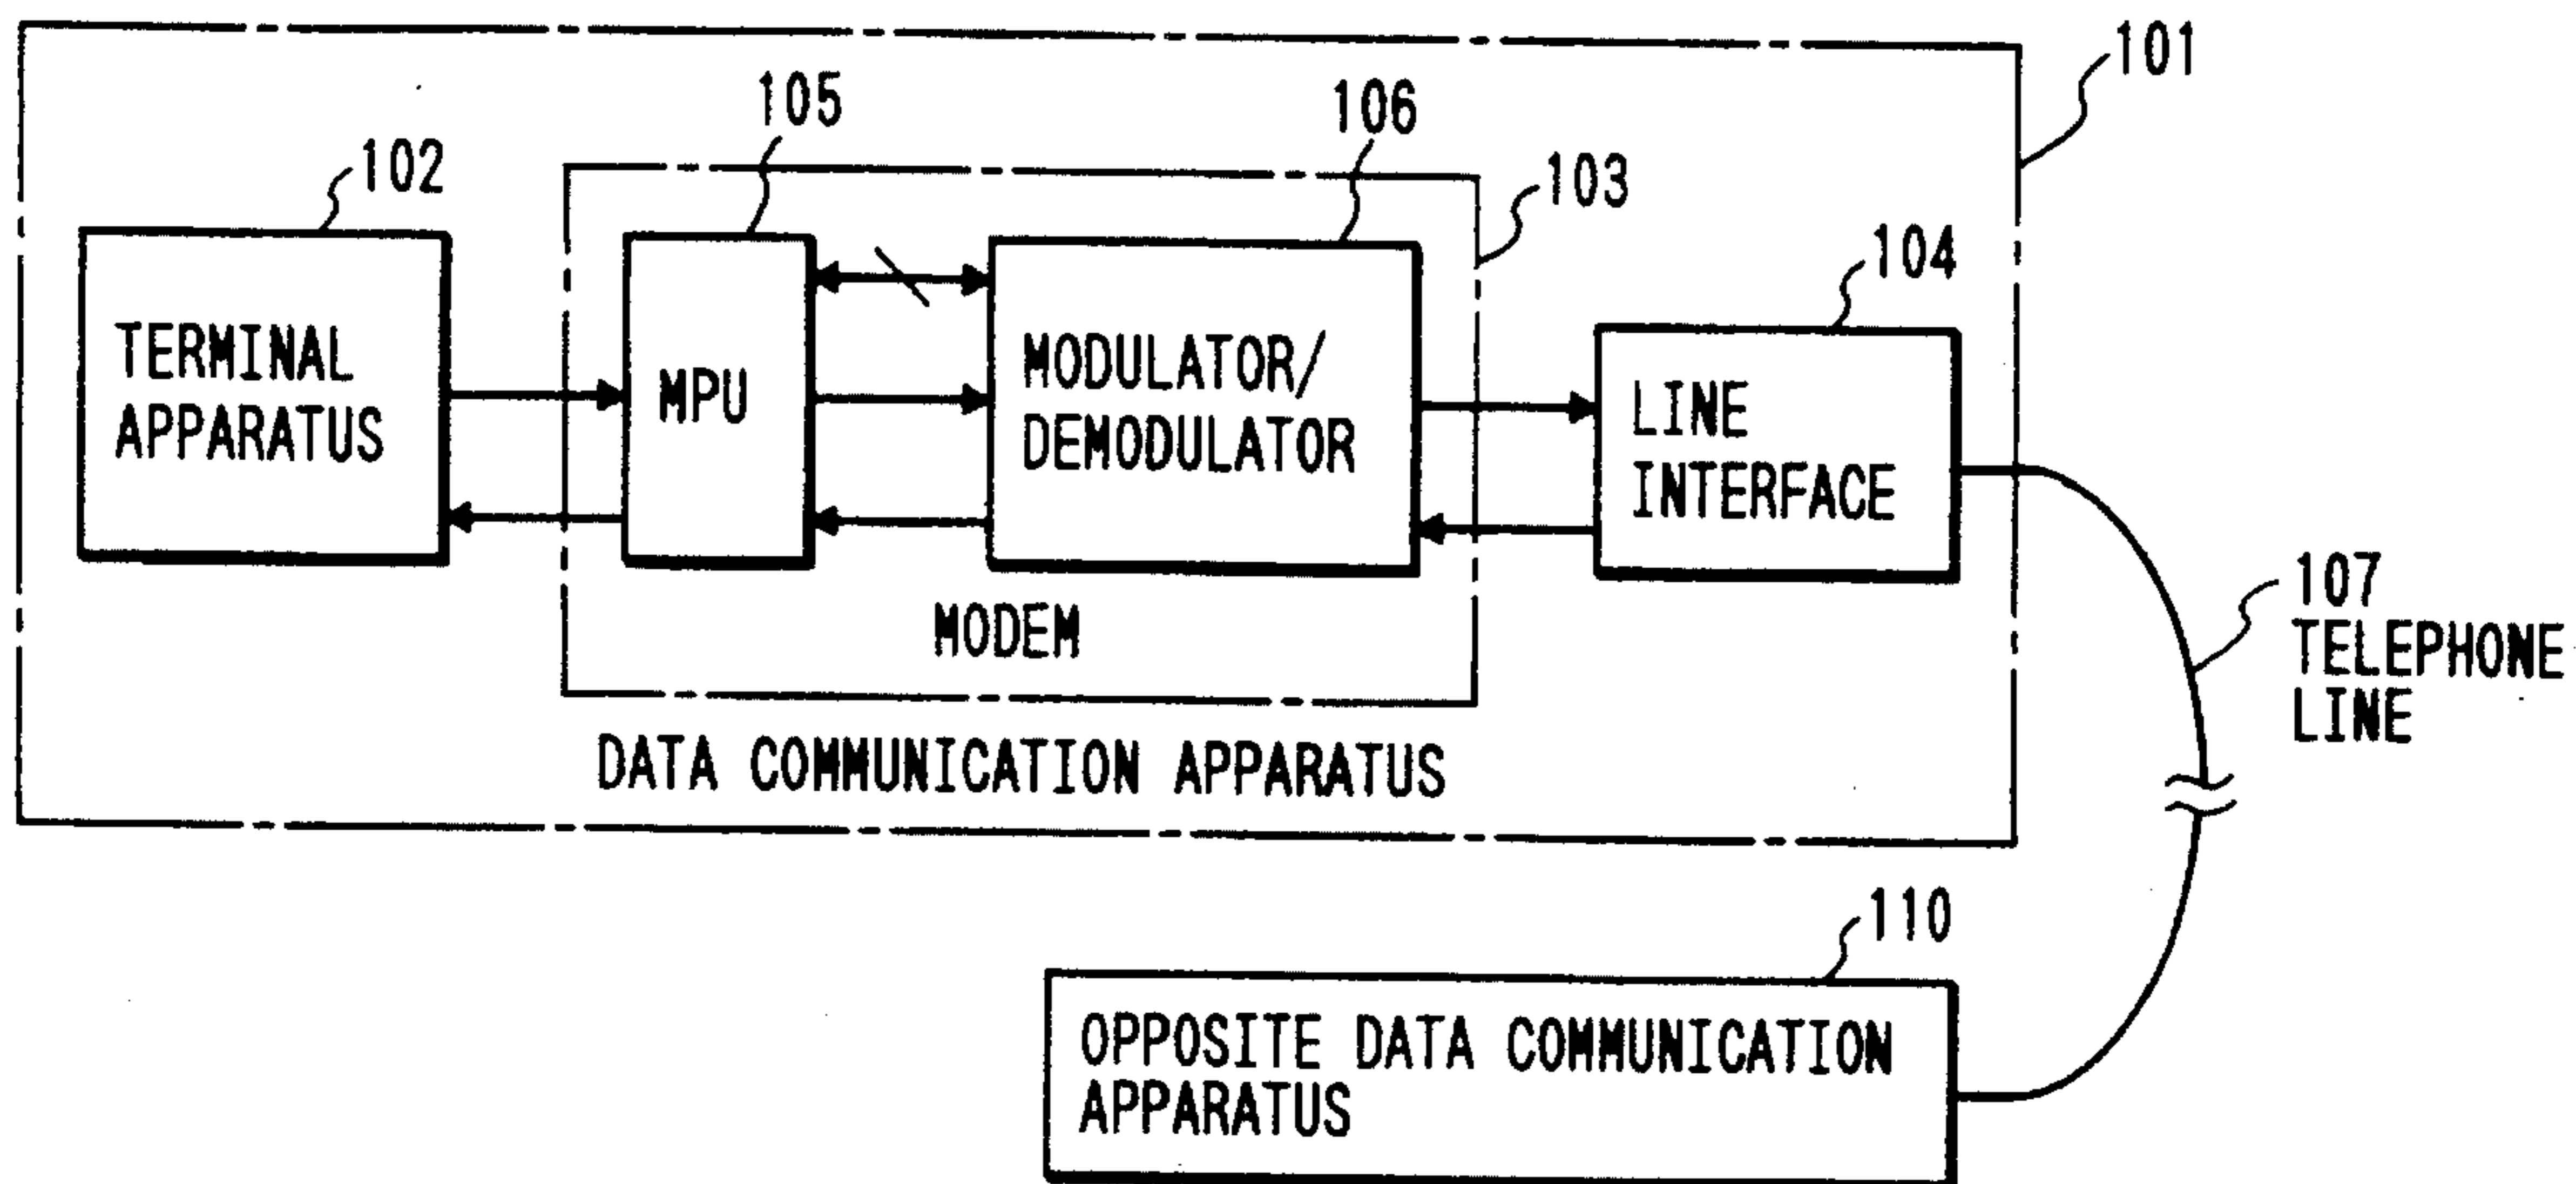 101
105
106
102
103
104
TERMINAL
APPARATUS
MPU
MODULATOR/
DEMODULATOR
LINE
INTERFACE
MODEM
107
TELEPHONE
LINE
DATA COMMUNICATION APPARATUS
110
OPPOSITE DATA COMMUNICATION
APPARATUS